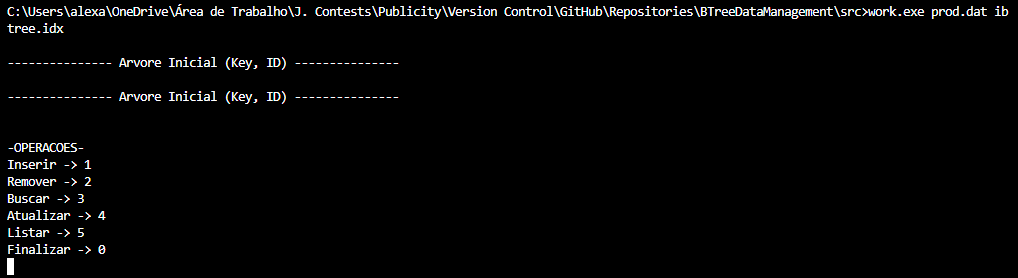 C:\Users\alexa\OneDrive\Área de Trabalho\J. Contests\Publicity\Version Control\GitHub\Repositories\BTreeDataManagement\src>work.exe prod.dat ib
tree.idx
--------------- Arvore Inicial (Key, ID) ---------------
--------------- Arvore Inicial (Key, ID) ---------------
-OPERACOES-
Inserir -> 1
Remover -> 2
Buscar -> 3
Atualizar -> 4
Listar -> 5
Finalizar -> 0